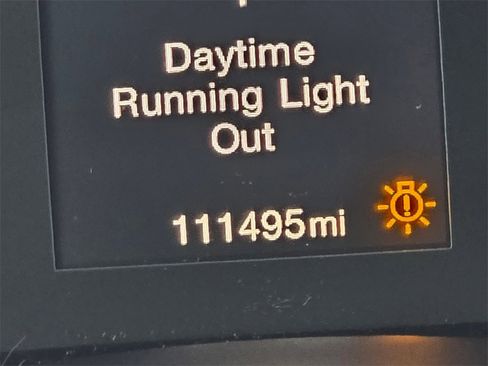 Daytime
Running Light
Out
111495mi